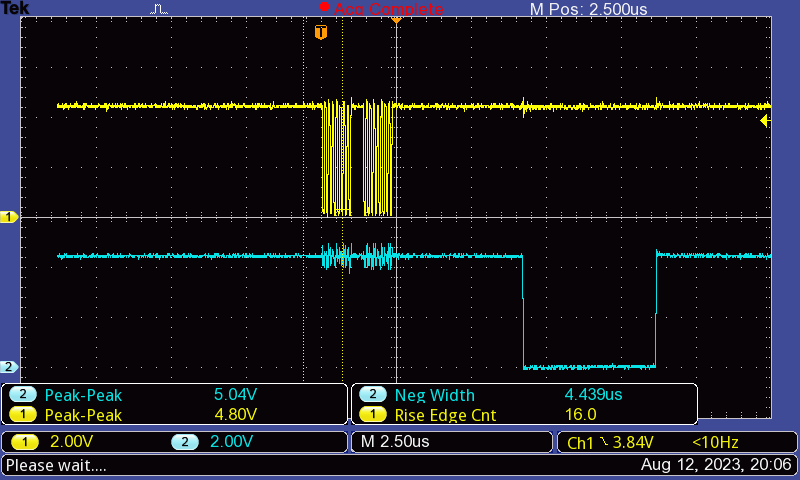 Tek Acq Complete M Pos: 2.500us
T
1
2
2 Peak-Peak 5.04V 2 Neg Width 4.439us
1 Peak-Peak 4.80V 1 Rise Edge Cnt 16.0
1 2.00V 2 2.00V M 2.50us Ch1 3.84V <10Hz
Please wait.... Aug 12, 2023, 20:06